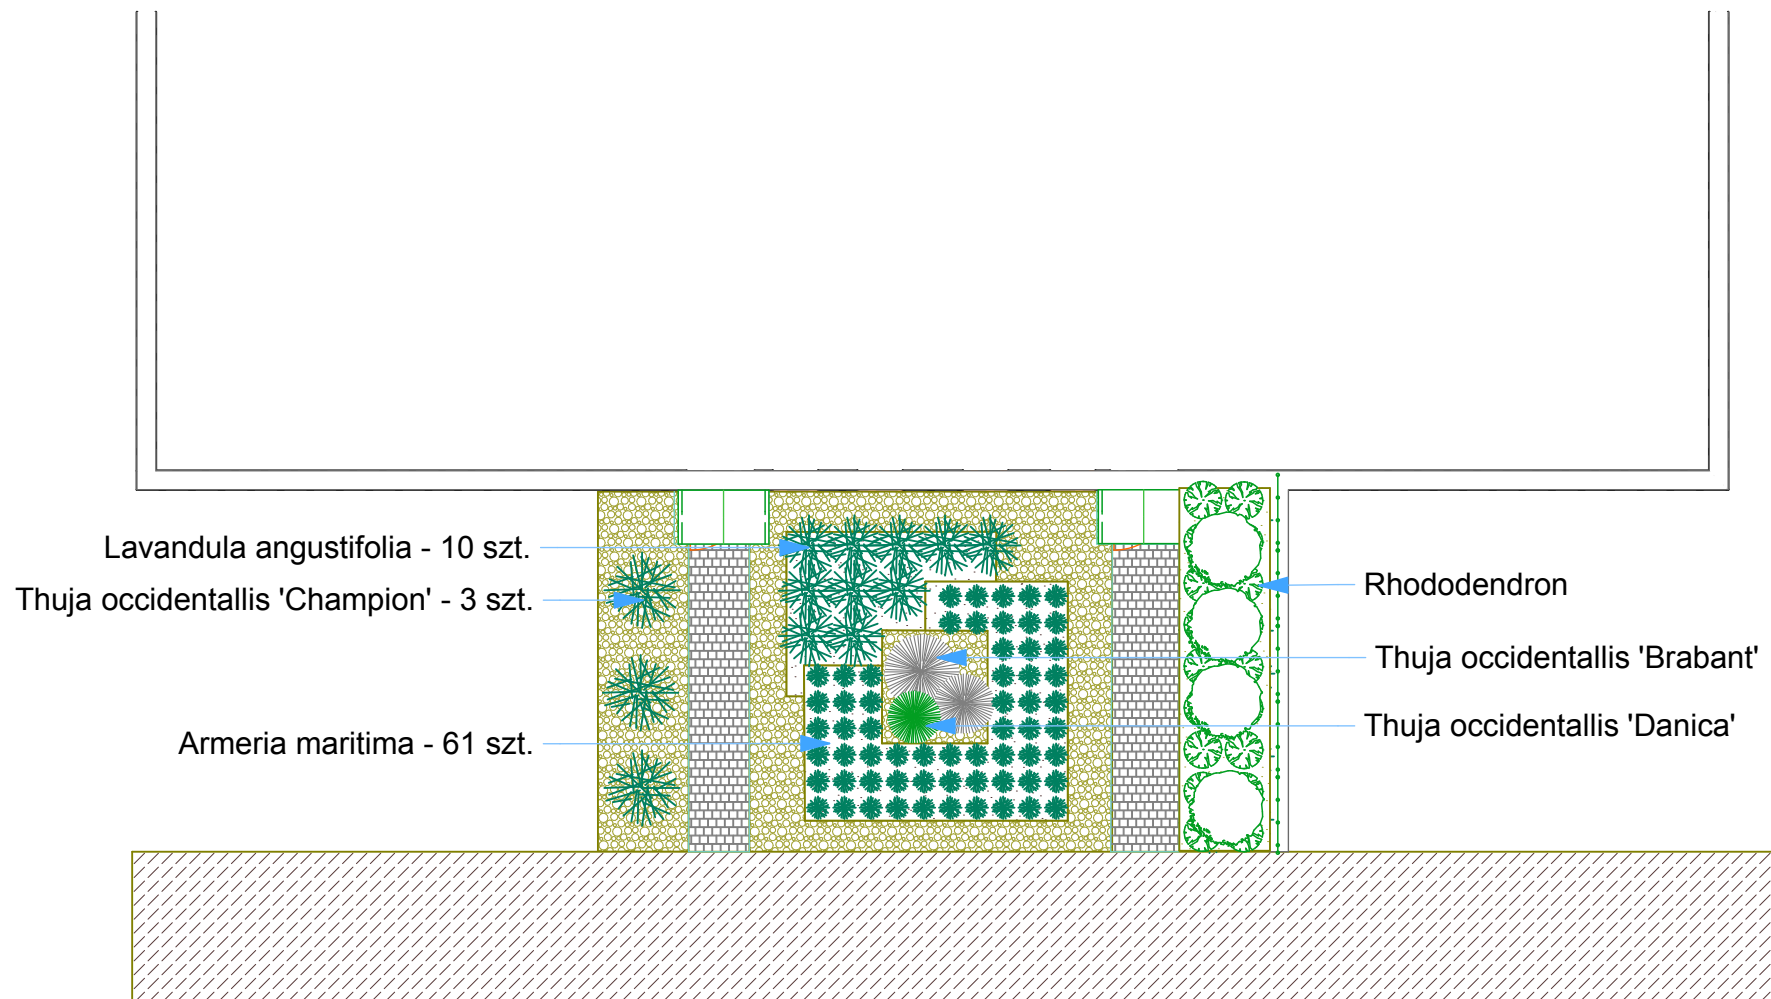 Lavandula angustifolia - 10 szt.
Thuja occidentallis 'Champion' - 3 szt.
Armeria maritima - 61 szt.
Rhododendron
Thuja occidentallis 'Brabant'
Thuja occidentallis 'Danica'